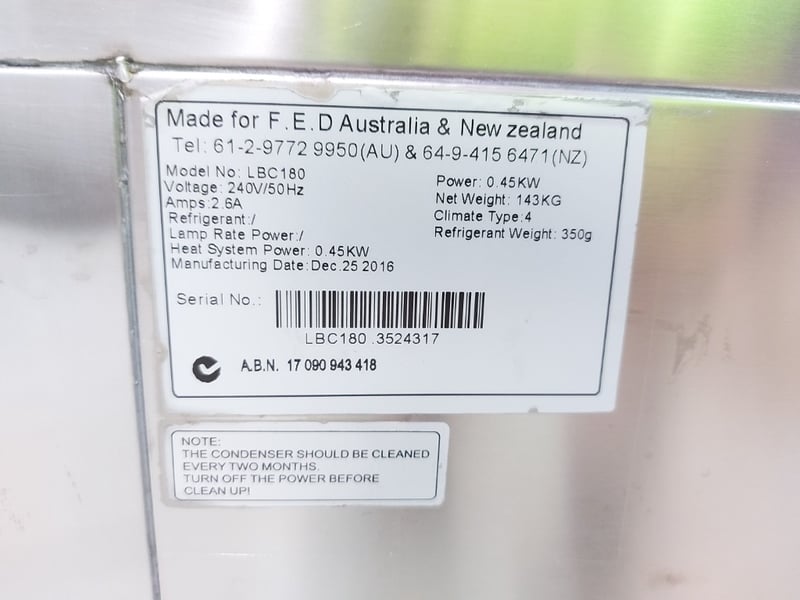 Made for F.E.D Australia & New zealand
Tel: 61-2-9772 9950(AU) & 64-9-415 6471(NZ)
Model No: LBC180
Voltage: 240V/50Hz
Amps:2.6A
Refrigerant:/
Lamp Rate Power:/
Heat System Power: 0.45KW
Manufacturing Date:Dec.25 2016
Power: 0.45KW
Net Weight: 143KG
Climate Type:4
Refrigerant Weight: 350g
Serial No.:
LBC180 .3524317
A.B.N. 17 090 943 418
NOTE:
THE CONDENSER SHOULD BE CLEANED
EVERY TWO MONTHS.
TURN OFF THE POWER BEFORE
CLEAN UP!